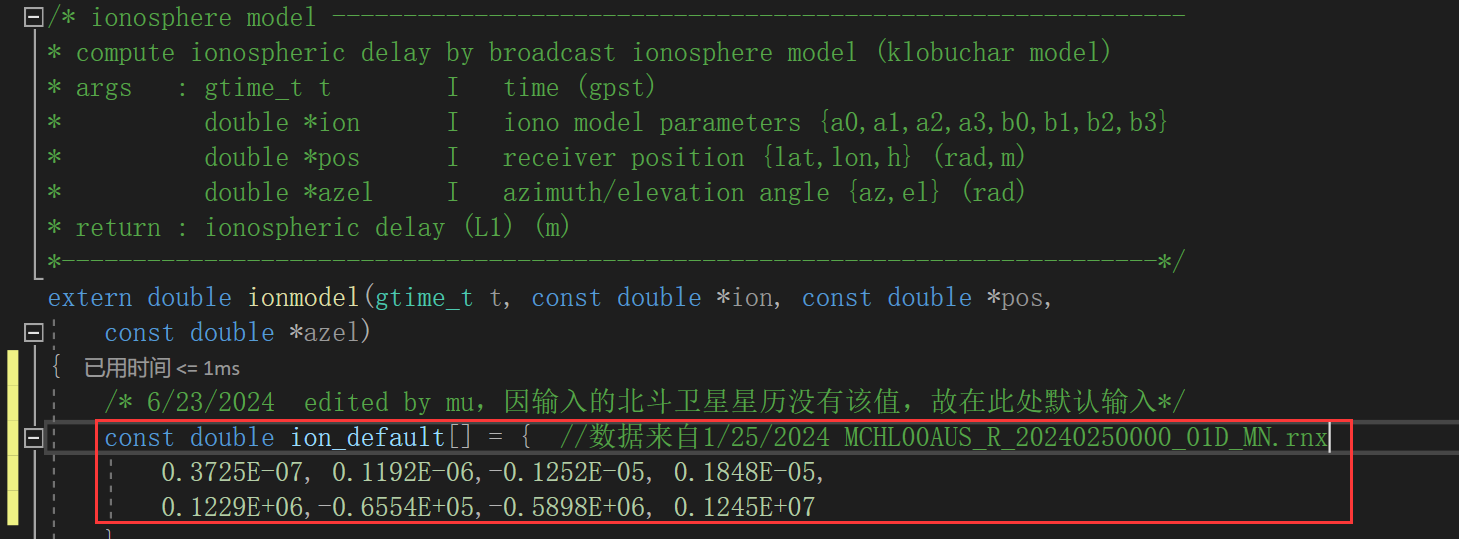 /* ionosphere model ------------------------------------------------------------
* compute ionospheric delay by broadcast ionosphere model (klobuchar model)
* args   : gtime_t t        I   time (gpst)
*          double *ion      I   iono model parameters {a0,a1,a2,a3,b0,b1,b2,b3}
*          double *pos      I   receiver position {lat,lon,h} (rad,m)
*          double *azel     I   azimuth/elevation angle {az,el} (rad)
* return : ionospheric delay (L1) (m)
*-----------------------------------------------------------------------------*/
extern double ionmodel(gtime_t t, const double *ion, const double *pos,
    const double *azel)
{ 已用时间 <= 1ms
    /* 6/23/2024  edited by mu，因输入的北斗卫星星历没有该值，故在此处默认输入*/
    const double ion_default[] = {  //数据来自1/25/2024 MCHL00AUS_R_20240250000_01D_MN.rnx
        0.3725E-07, 0.1192E-06,-0.1252E-05, 0.1848E-05,
        0.1229E+06,-0.6554E+05,-0.5898E+06, 0.1245E+07